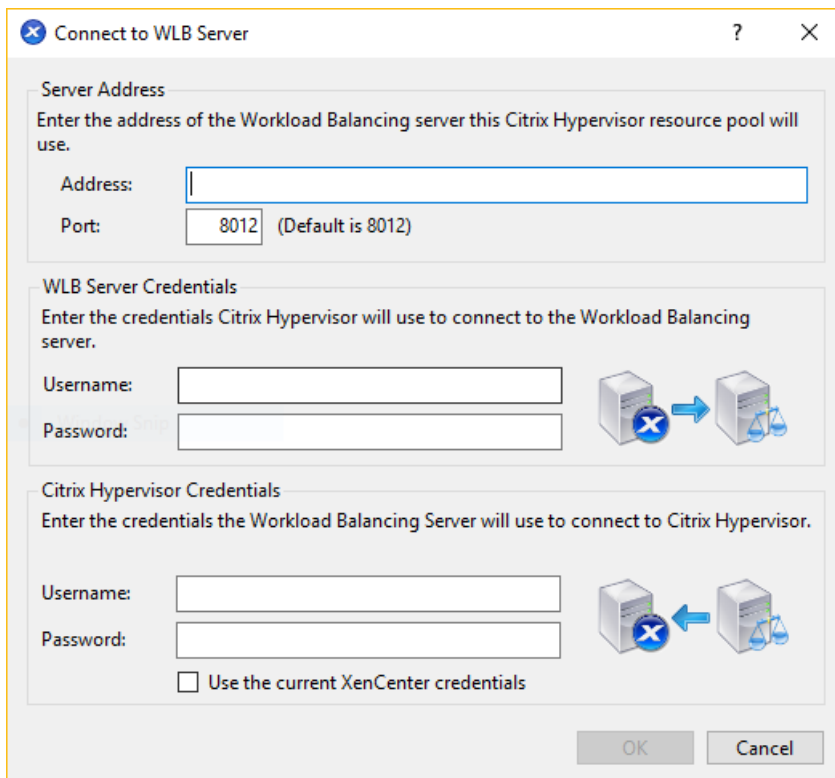 Connect to WLB Server
Server Address
Enter the address of the Workload Balancing server this Citrix Hypervisor resource pool will
use.
Address:
Port: 8012 (Default is 8012)
WLB Server Credentials
Enter the credentials Citrix Hypervisor will use to connect to the Workload Balancing
server.
Username:
Window Snip
Password:
Citrix Hypervisor Credentials
Enter the credentials the Workload Balancing Server will use to connect to Citrix Hypervisor.
Username:
Password:
Use the current XenCenter credentials
OK Cancel